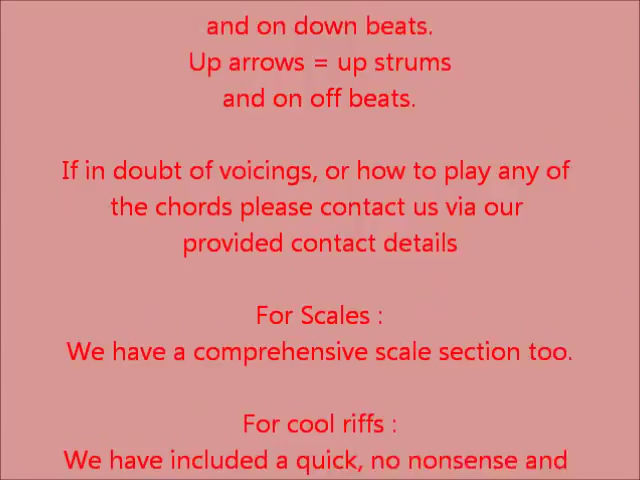 and on down beats.
Up arrows = up strums
and on off beats.
If in doubt of voicings, or how to play any of
the chords please contact us via our
provided contact details
For Scales :
We have a comprehensive scale section too.
For cool riffs :
We have included a quick, no nonsense and